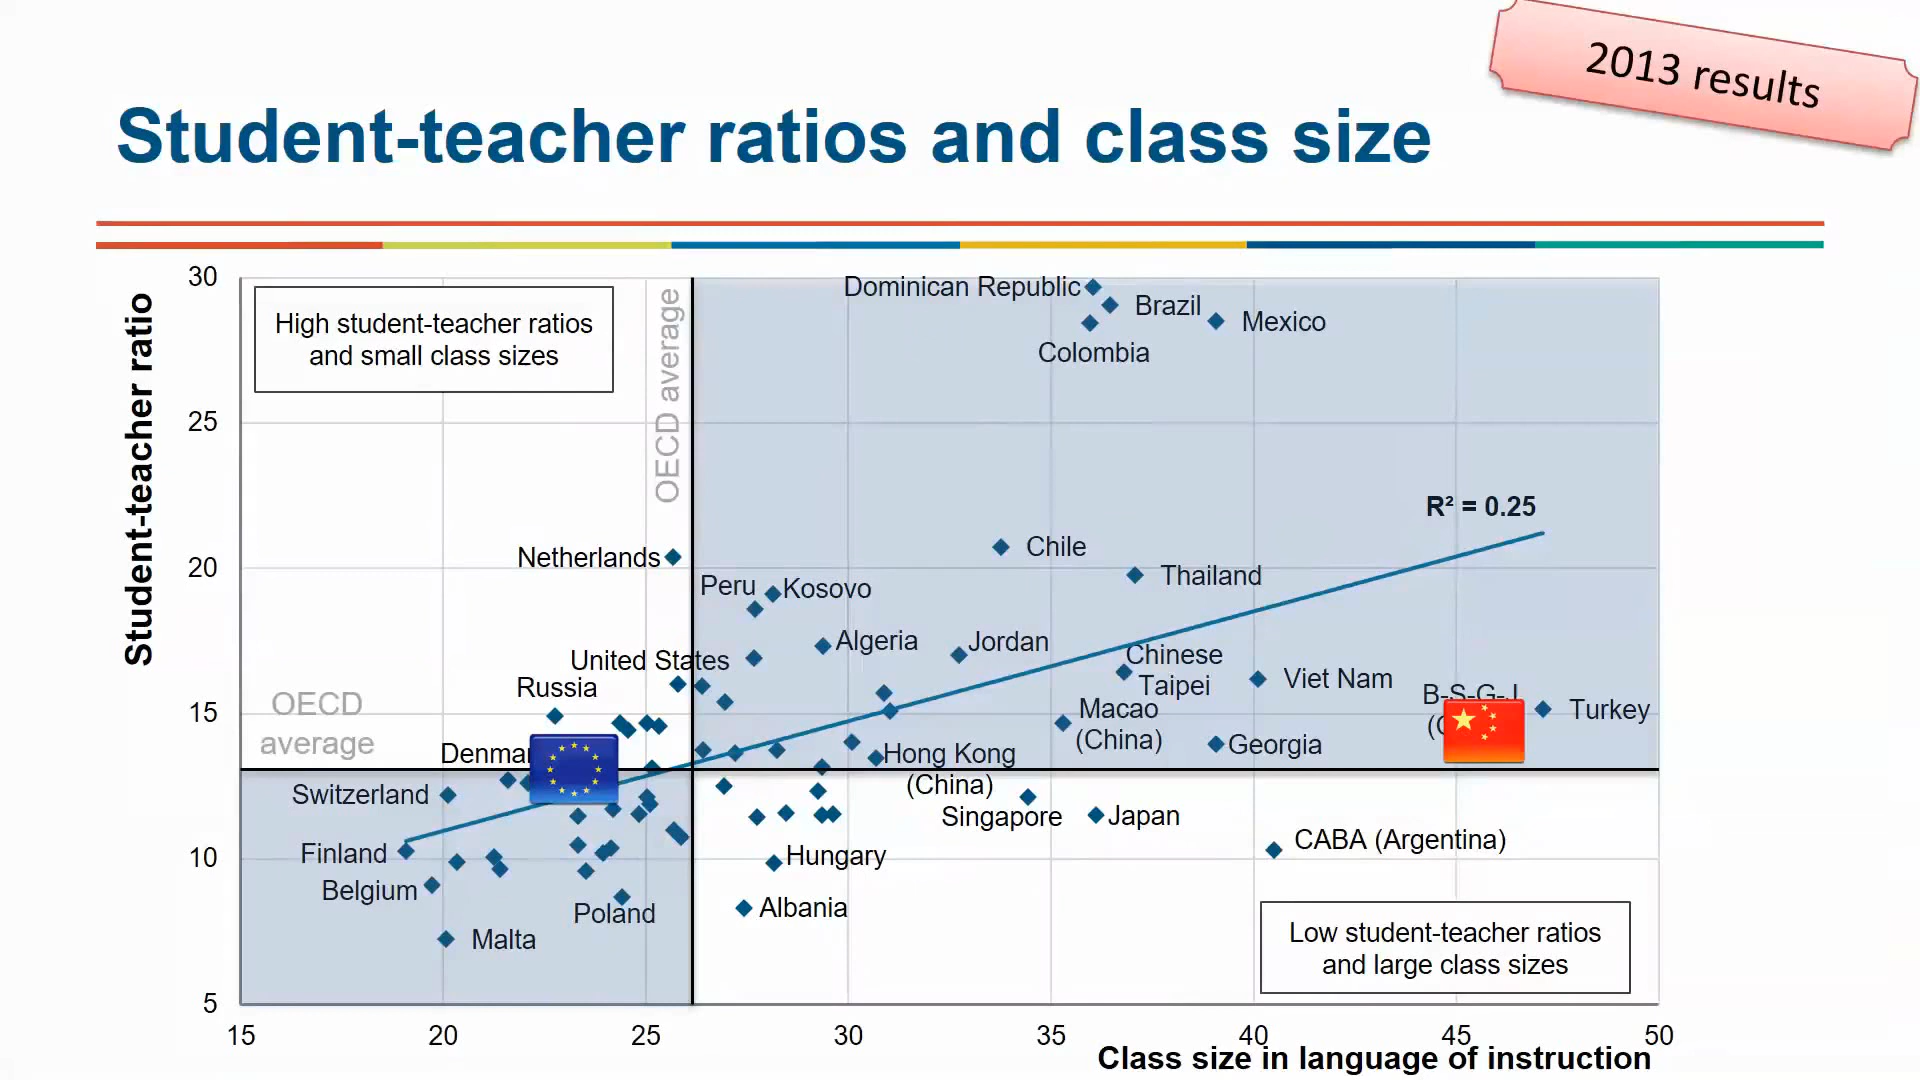 2013 results
Student-teacher ratios and class size
Student-teacher ratio
30
25
20
15
10
5
High student-teacher ratios
and small class sizes
OECD average
OECD
average
Dominican Republic
Brazil
Mexico
Colombia
R² = 0.25
Netherlands
Chile
Thailand
Peru
Kosovo
Algeria
Jordan
United States
Russia
Chinese
Taipei
Viet Nam
B-S-G-J
Turkey
Macao
(China)
Georgia
Hong Kong
(China)
Switzerland
Singapore
Japan
CABA (Argentina)
Finland
Hungary
Belgium
Poland
Albania
Malta
Low student-teacher ratios
and large class sizes
15
20
25
30
35
40
45
50
Class size in language of instruction